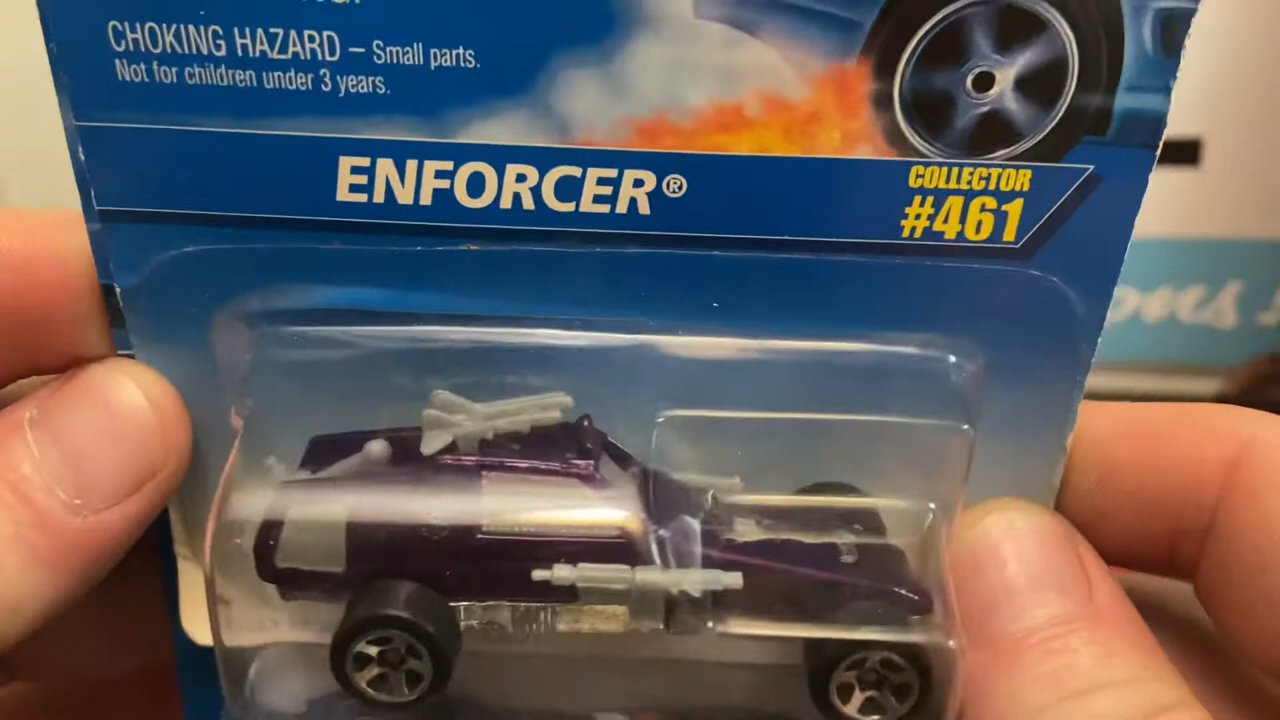 CHOKING HAZARD – Small parts.
Not for children under 3 years.
ENFORCER®
COLLECTOR
#461